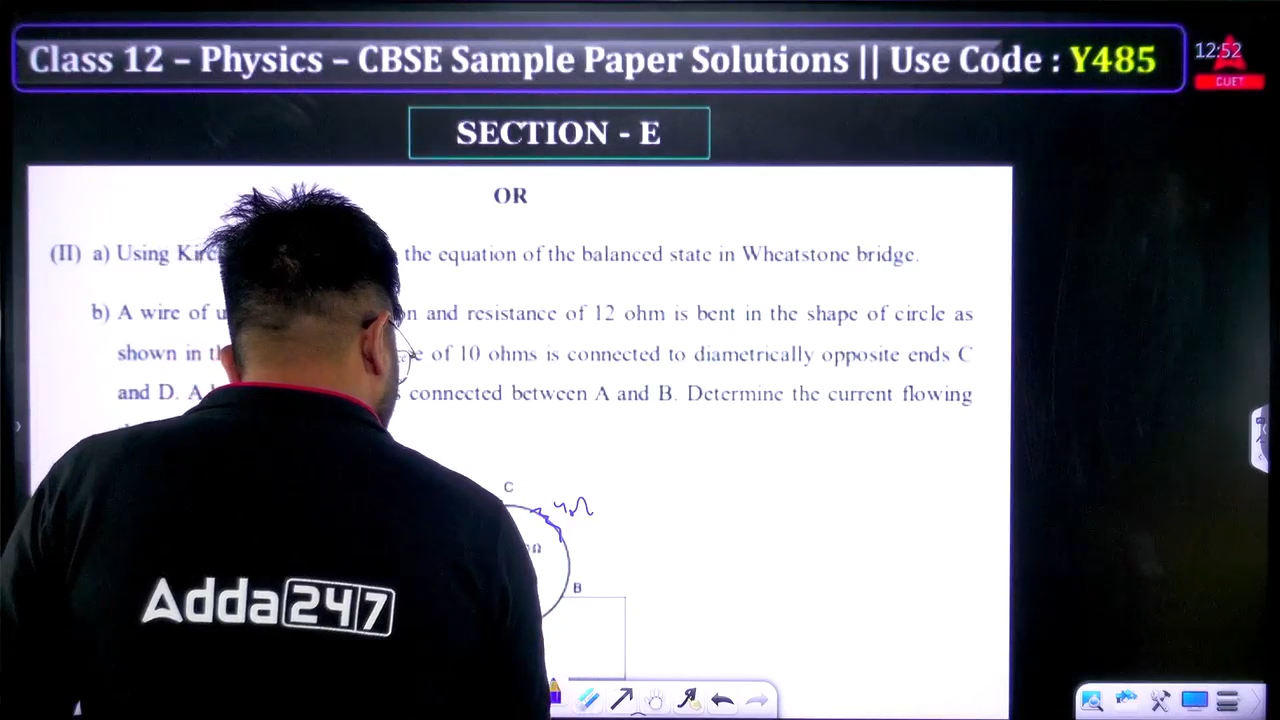 Class 12 – Physics – CBSE Sample Paper Solutions || Use Code : Y485
12:52
CUET
SECTION - E
OR
(II) a) Using the equation of the balanced state in Wheatstone bridge.
b) A wire of and resistance of 12 ohm is bent in the shape of circle as
shown in of 10 ohms is connected to diametrically opposite ends C
and D. A connected between A and B. Determine the current flowing
C
4Ω
Ω
B
Adda247